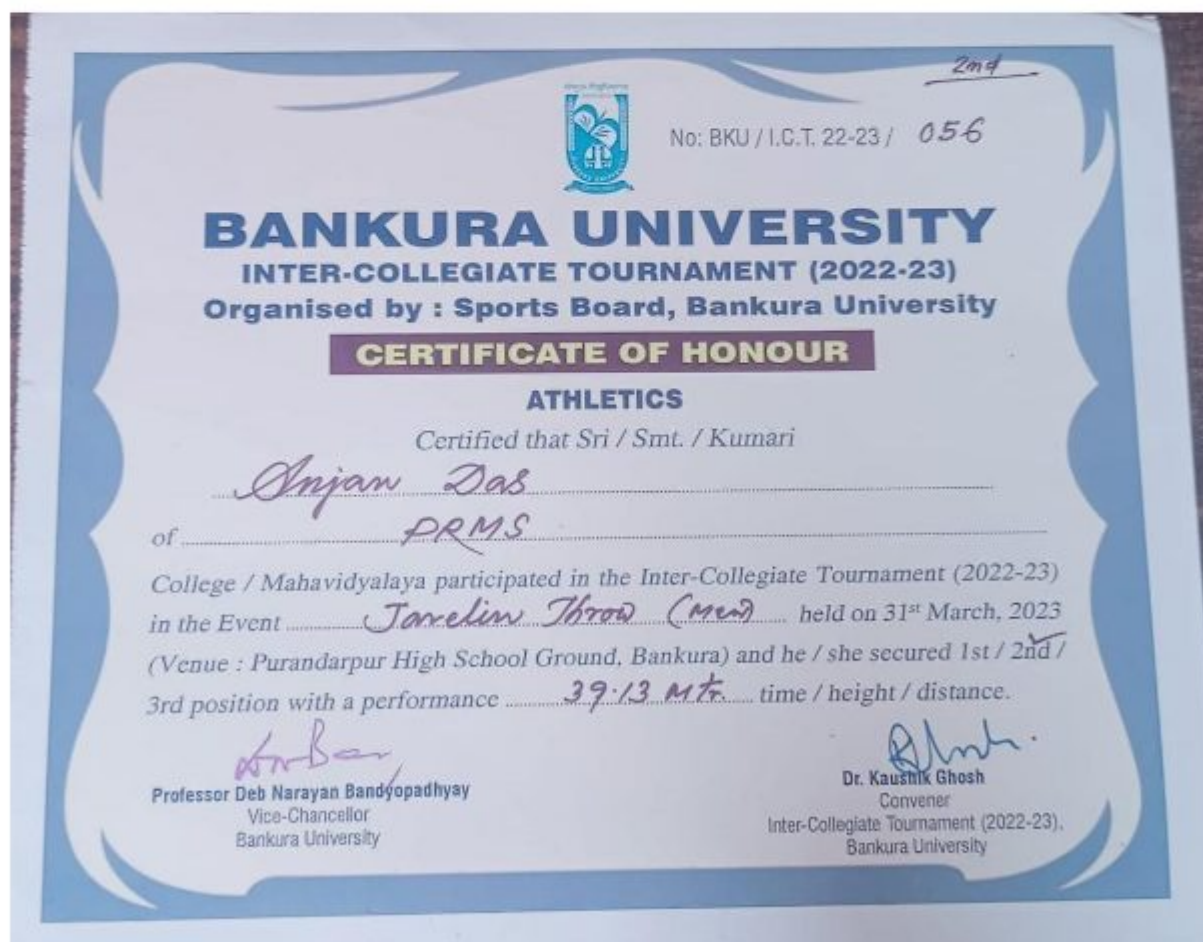 2nd
No: BKU / I.C.T. 22-23 / 056
BANKURA UNIVERSITY
INTER-COLLEGIATE TOURNAMENT (2022-23)
Organised by : Sports Board, Bankura University
CERTIFICATE OF HONOUR
ATHLETICS
Certified that Sri / Smt. / Kumari
Anjan Das
of PRMS
College / Mahavidyalaya participated in the Inter-Collegiate Tournament (2022-23)
in the Event Javelin Throw (Men) held on 31st March, 2023
(Venue : Purandarpur High School Ground, Bankura) and he / she secured 1st / 2nd /
3rd position with a performance 39.13 Mtr. time / height / distance.
Professor Deb Narayan Bandyopadhyay
Vice-Chancellor
Bankura University
Dr. Kaushik Ghosh
Convener
Inter-Collegiate Tournament (2022-23),
Bankura University